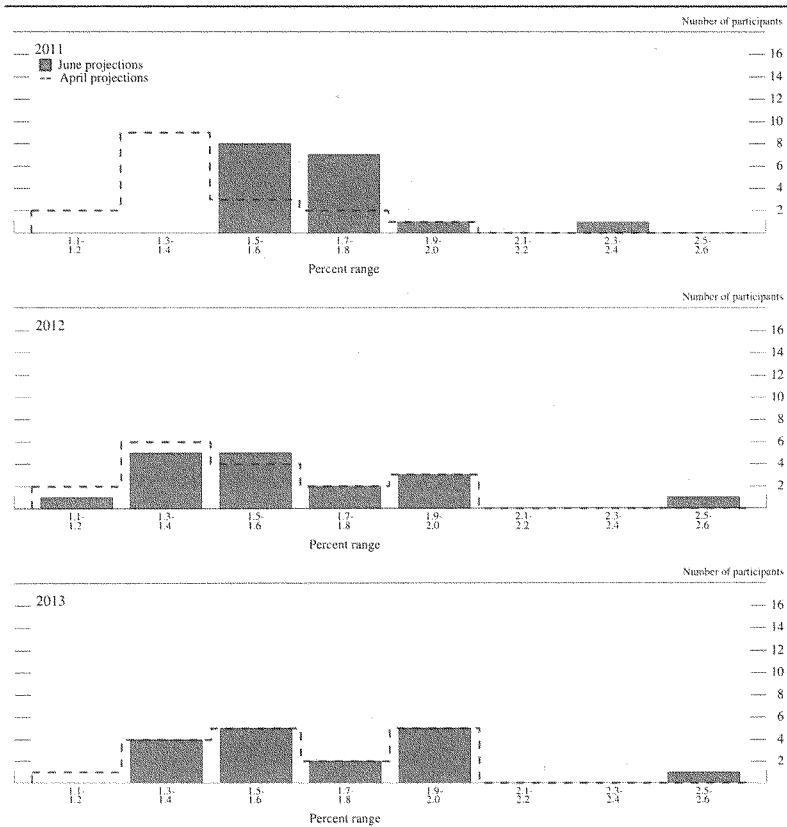 Number of participants
2011
June projections
April projections
16
14
12
10
8
6
4
2
1.1- 1.3- 1.5- 1.7- 1.9- 2.1- 2.3- 2.5-
1.2 1.4 1.6 1.8 2.0 2.2 2.4 2.6
Percent range
Number of participants
2012
16
14
12
10
8
6
4
2
1.1- 1.3- 1.5- 1.7- 1.9- 2.1- 2.3- 2.5-
1.2 1.4 1.6 1.8 2.0 2.2 2.4 2.6
Percent range
Number of participants
2013
16
14
12
10
8
6
4
2
1.1- 1.3- 1.5- 1.7- 1.9- 2.1- 2.3- 2.5-
1.2 1.4 1.6 1.8 2.0 2.2 2.4 2.6
Percent range